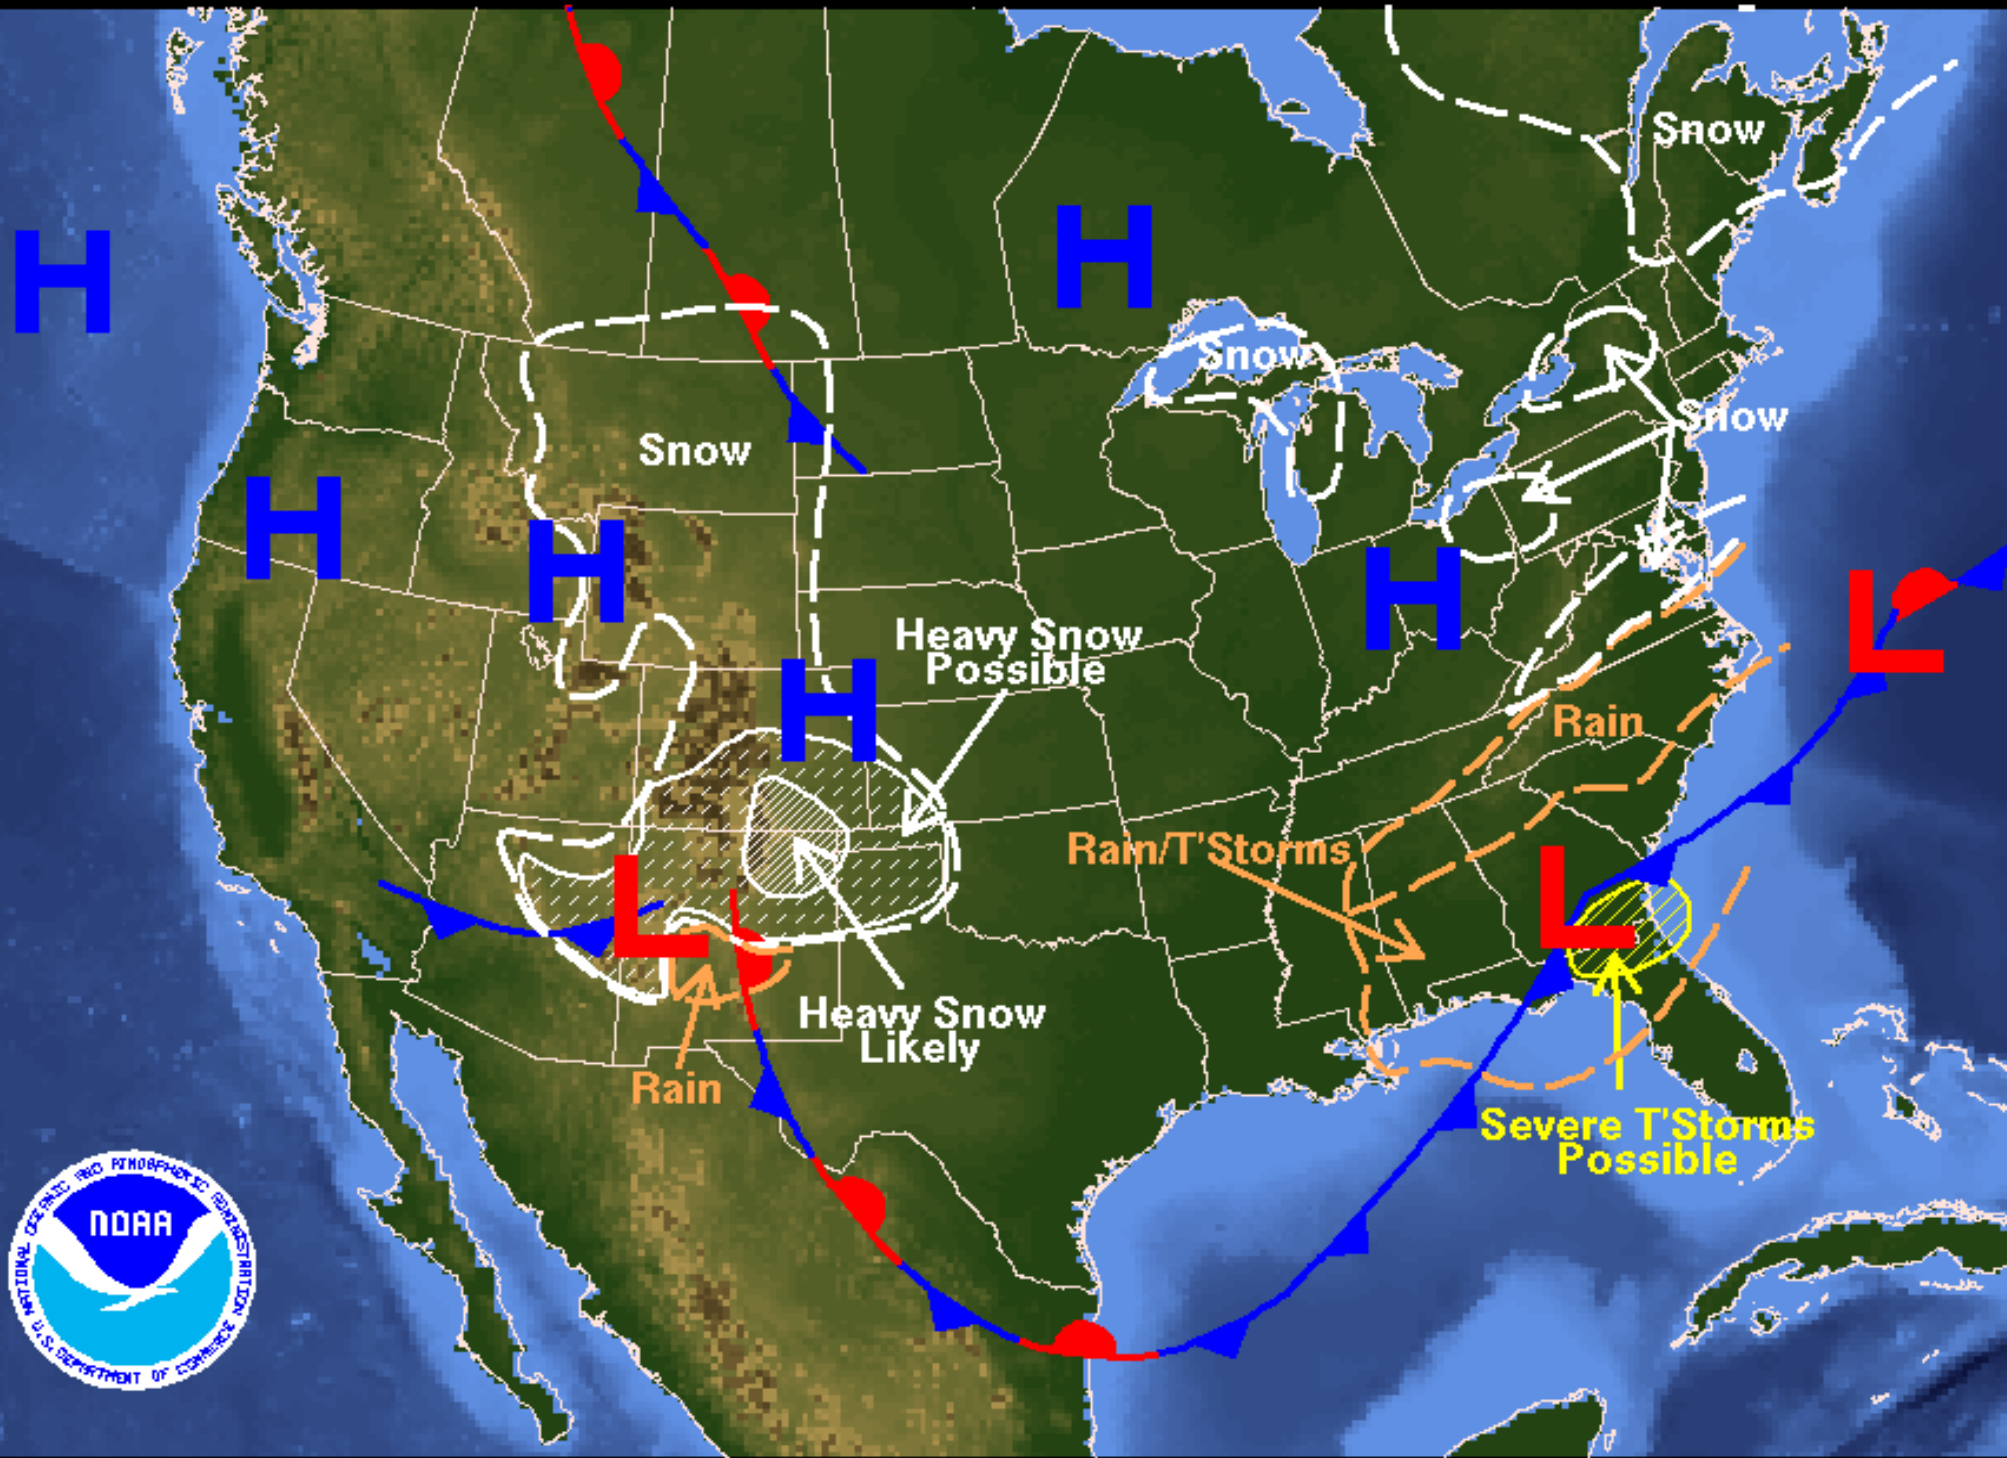 Snow
H
H
Snow
Snow
Snow
H
H
H
H
Heavy Snow
Possible
L
Rain
Rain/T'Storms
L
L
Heavy Snow
Likely
Rain
Severe T'Storms
Possible
NATIONAL OCEANIC AND ATMOSPHERIC ADMINISTRATION
NOAA
U.S. DEPARTMENT OF COMMERCE